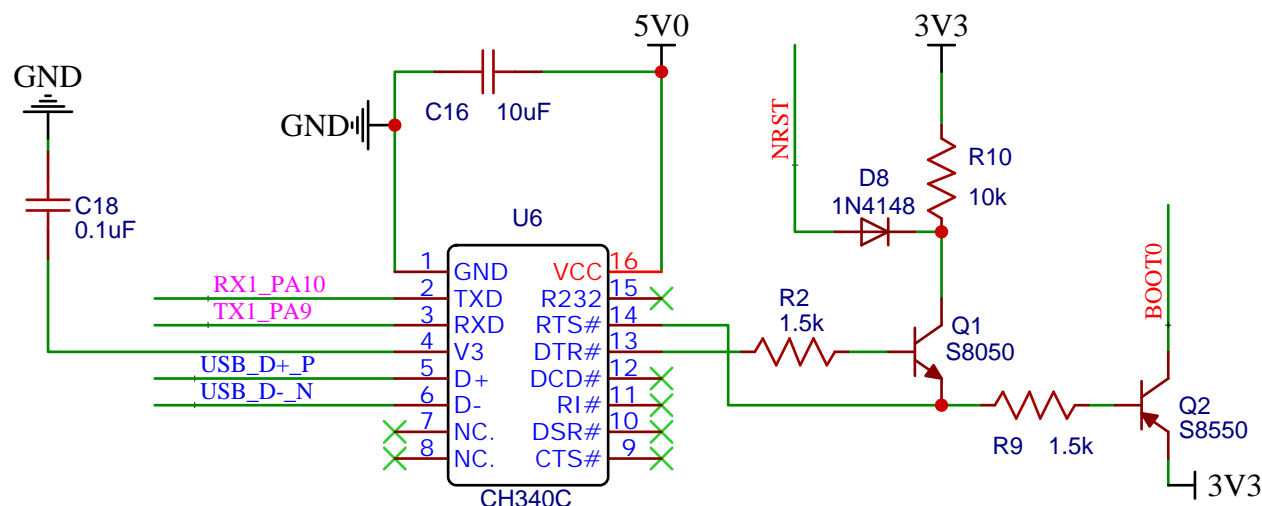 5V0
3V3
GND
C16 10uF
GND
NRST
R10
10k
D8
1N4148
C18
0.1uF
U6
BOOT0
1 GND VCC 16
RX1_PA10 2 TXD R232 15
TX1_PA9 3 RXD RTS# 14
4 V3 DTR# 13
USB_D+_P 5 D+ DCD# 12
USB_D-_N 6 D- RI# 11
7 NC. DSR# 10
8 NC. CTS# 9
CH340C
R2
1.5k
Q1
S8050
R9 1.5k
Q2
S8550
3V3